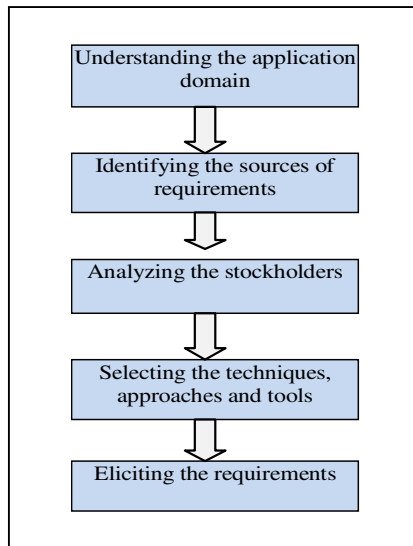 Understanding the application
domain
Identifying the sources of
requirements
Analyzing the stockholders
Selecting the techniques,
approaches and tools
Eliciting the requirements